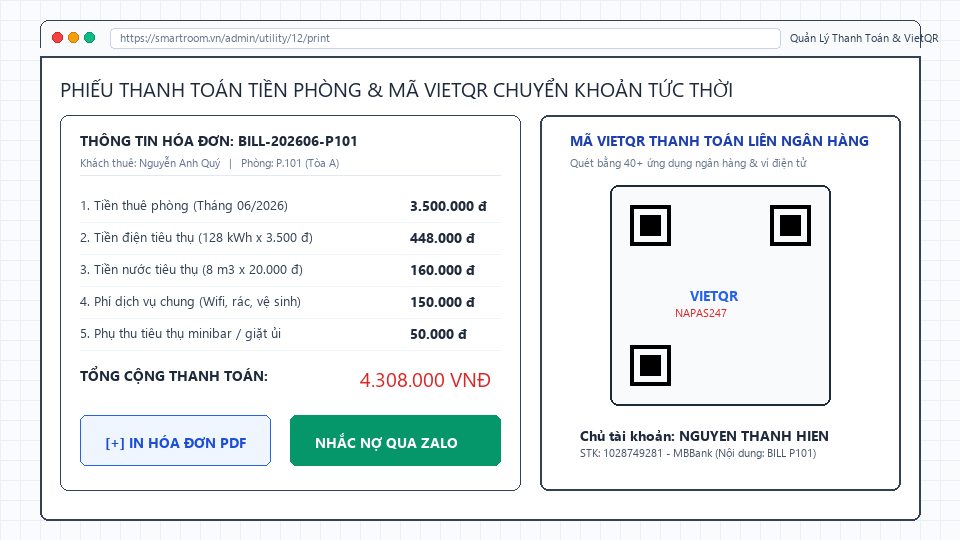 https://smartroom.vn/admin/utility/12/print
Quản Lý Thanh Toán & VietQR
PHIẾU THANH TOÁN TIỀN PHÒNG & MÃ VIETQR CHUYỂN KHOẢN TỨC THỜI
THÔNG TIN HÓA ĐƠN: BILL-202606-P101
Khách thuê: Nguyễn Anh Quý | Phòng: P.101 (Tòa A)
1. Tiền thuê phòng (Tháng 06/2026) 3.500.000 đ
2. Tiền điện tiêu thụ (128 kWh x 3.500 đ) 448.000 đ
3. Tiền nước tiêu thụ (8 m3 x 20.000 đ) 160.000 đ
4. Phí dịch vụ chung (Wifi, rác, vệ sinh) 150.000 đ
5. Phụ thu tiêu thụ minibar / giặt ủi 50.000 đ
TỔNG CỘNG THANH TOÁN: 4.308.000 VNĐ
[+] IN HÓA ĐƠN PDF
NHẮC NỢ QUA ZALO
MÃ VIETQR THANH TOÁN LIÊN NGÂN HÀNG
Quét bằng 40+ ứng dụng ngân hàng & ví điện tử
VIETQR
NAPAS247
Chủ tài khoản: NGUYEN THANH HIEN
STK: 1028749281 - MBBank (Nội dung: BILL P101)